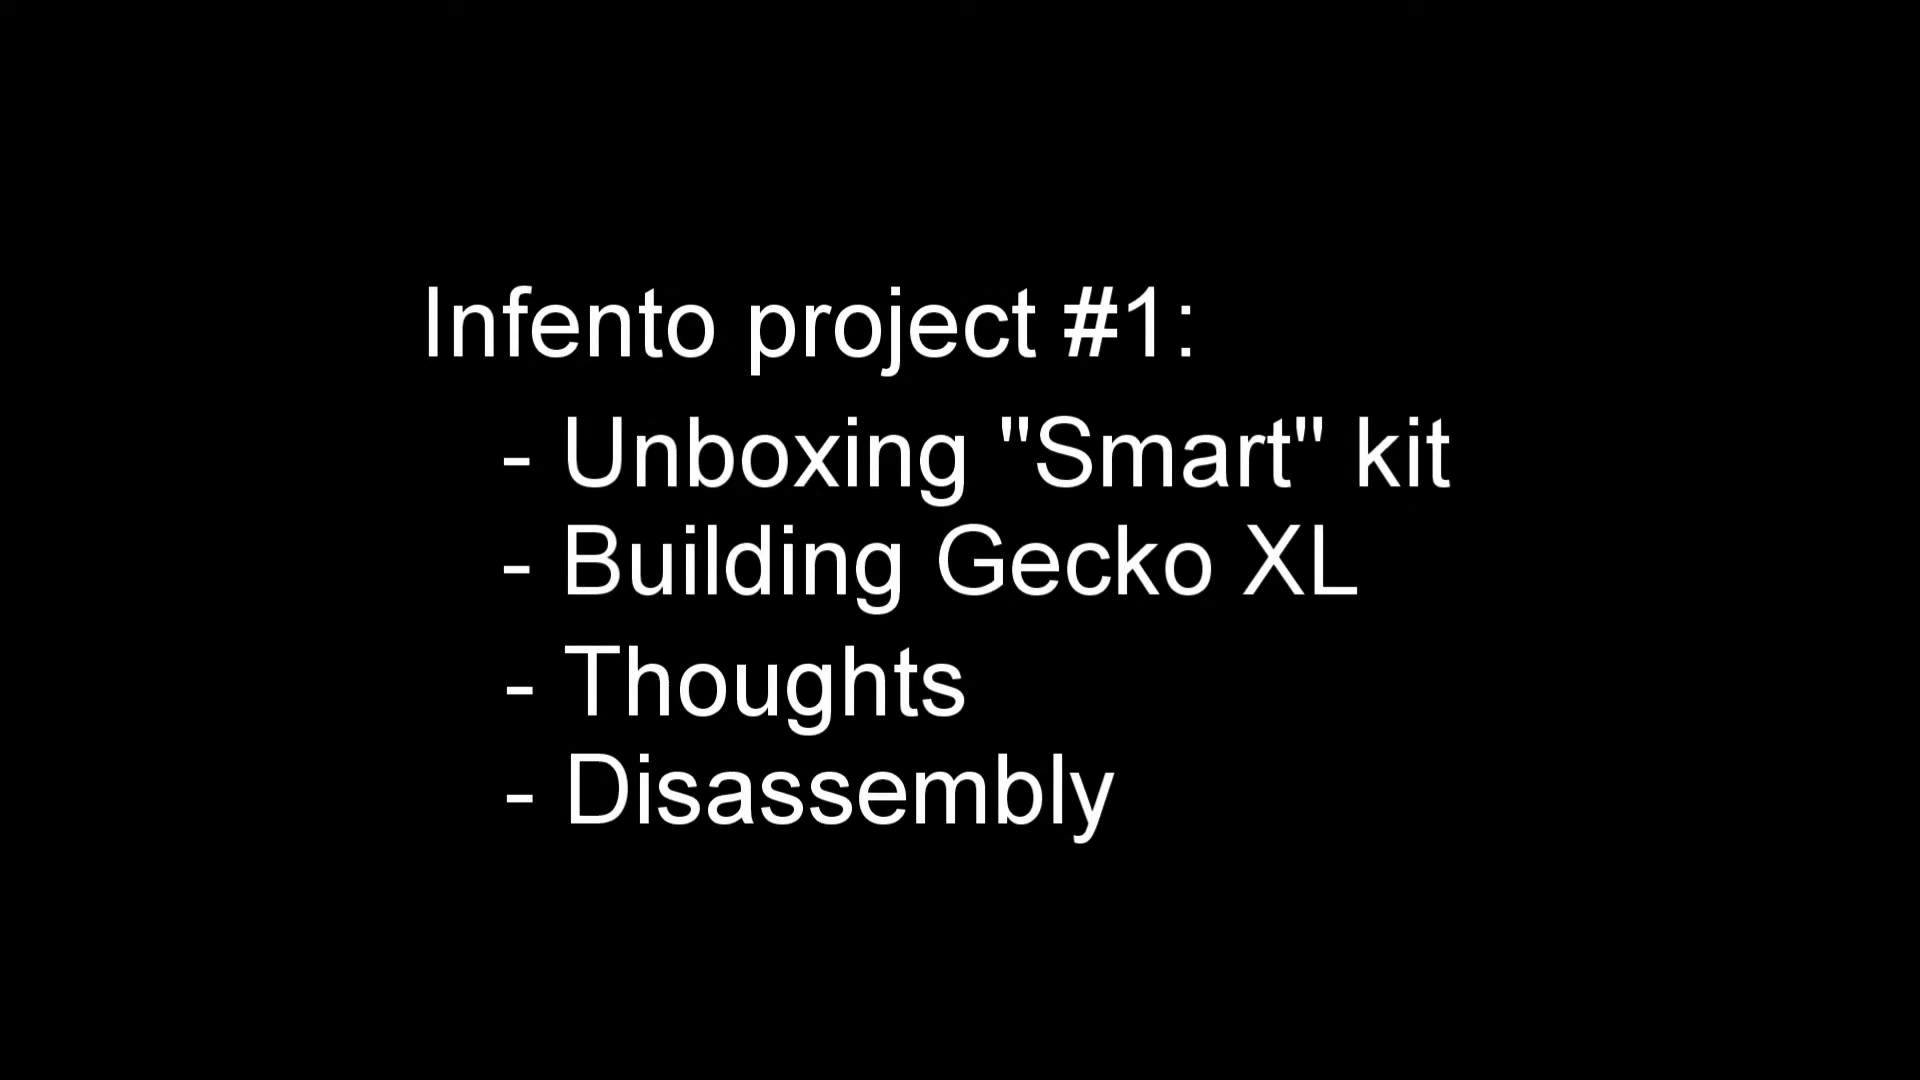 Infento project #1:
- Unboxing "Smart" kit
- Building Gecko XL
- Thoughts
- Disassembly